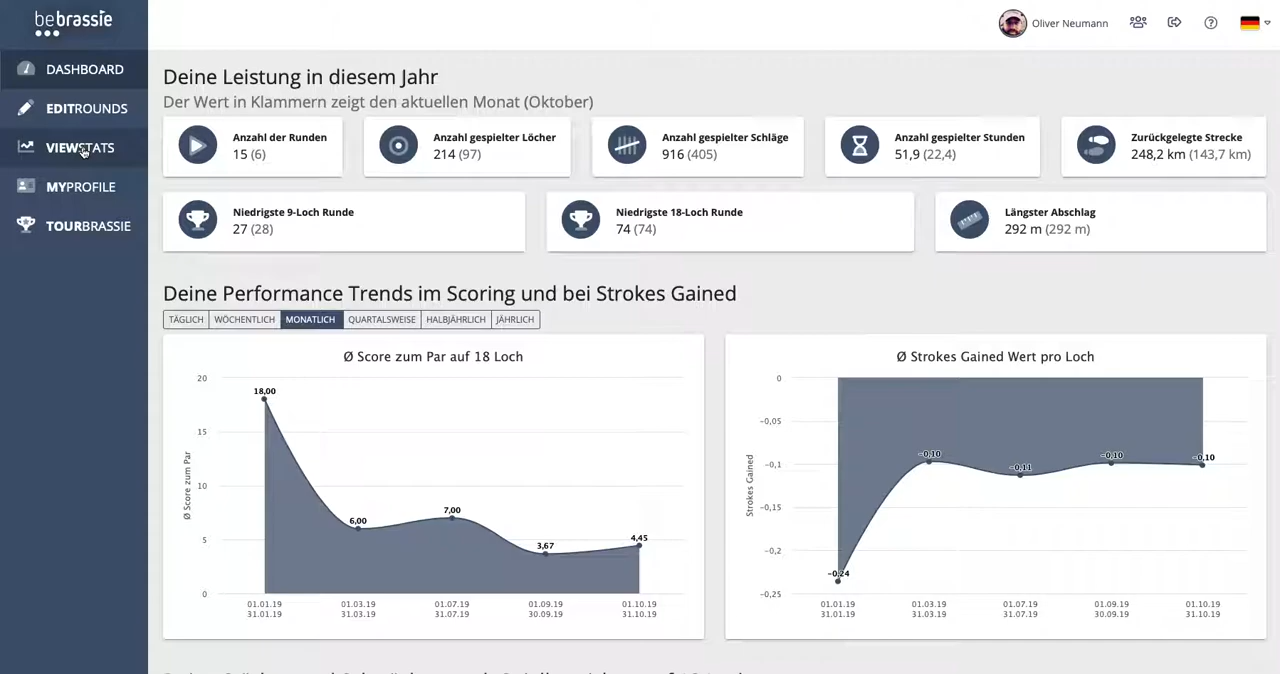 bebrassie
Oliver Neumann
DASHBOARD
EDITROUNDS
VIEWSTATS
MYPROFILE
TOURBRASSIE
Deine Leistung in diesem Jahr
Der Wert in Klammern zeigt den aktuellen Monat (Oktober)
Anzahl der Runden
15 (6)
Anzahl gespielter Löcher
214 (97)
Anzahl gespielter Schläge
916 (405)
Anzahl gespielter Stunden
51,9 (22,4)
Zurückgelegte Strecke
248,2 km (143,7 km)
Niedrigste 9-Loch Runde
27 (28)
Niedrigste 18-Loch Runde
74 (74)
Längster Abschlag
292 m (292 m)
Deine Performance Trends im Scoring und bei Strokes Gained
TÄGLICH WÖCHENTLICH MONATLICH QUARTALSWEISE HALBJÄHRLICH JÄHRLICH
Ø Score zum Par auf 18 Loch
Ø Score zum Par
20
15
10
5
0
18,00
6,00
7,00
3,67
4,45
01.01.19 01.03.19 01.07.19 01.09.19 01.10.19
31.01.19 31.03.19 31.07.19 30.09.19 31.10.19
Ø Strokes Gained Wert pro Loch
Strokes Gained
0
-0,05
-0,1
-0,15
-0,2
-0,25
-0,24
-0,10
-0,11
-0,10
-0,10
01.01.19 01.03.19 01.07.19 01.09.19 01.10.19
31.01.19 31.03.19 31.07.19 30.09.19 31.10.19